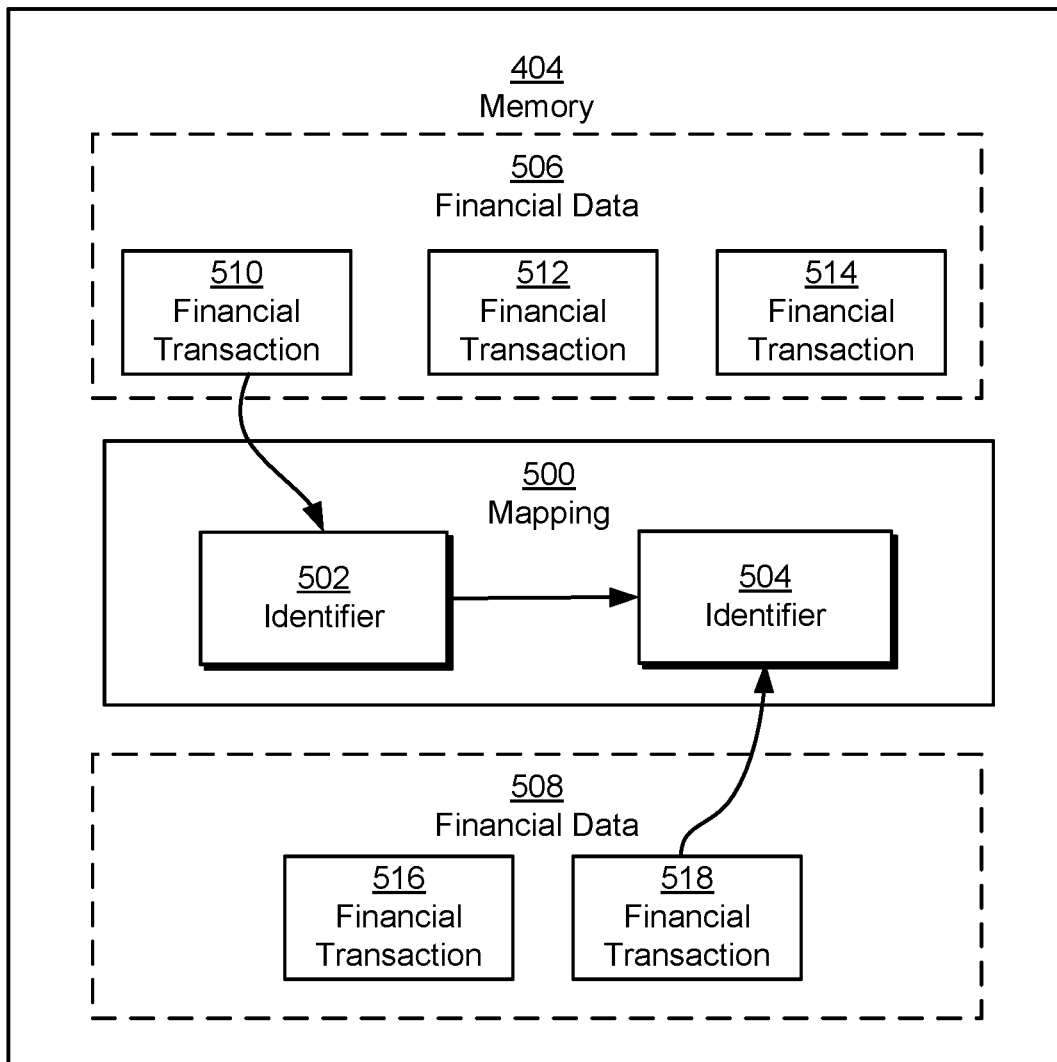 404
Memory
506
Financial Data
510
Financial
Transaction
512
Financial
Transaction
514
Financial
Transaction
500
Mapping
502
Identifier
504
Identifier
508
Financial Data
516
Financial
Transaction
518
Financial
Transaction